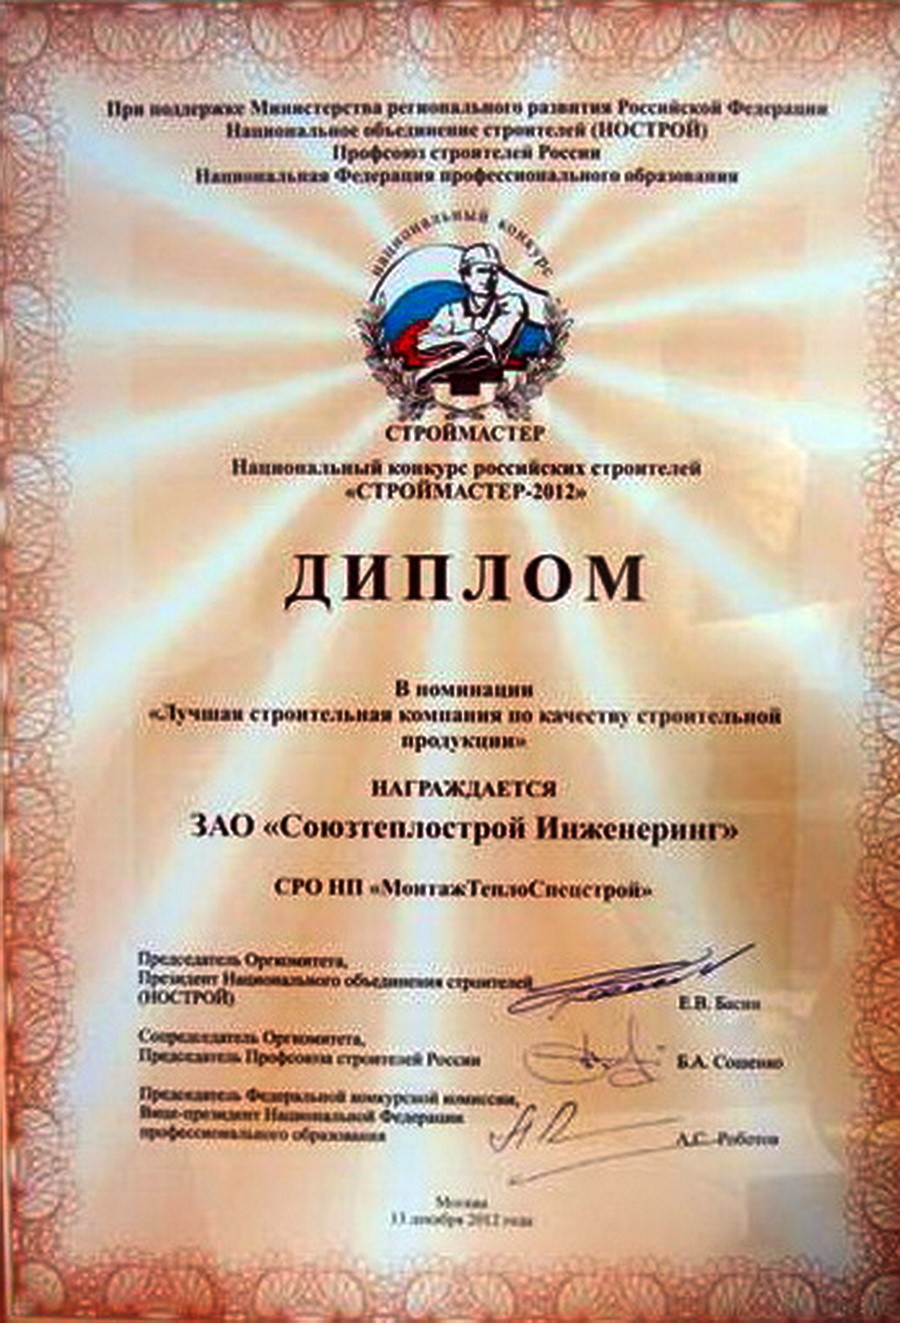 При поддержке Министерства регионального развития Российской Федерации
Национальное объединение строителей (НОСТРОЙ)
Профсоюз строителей России
Национальная Федерация профессионального образования
национальный конкурс
СТРОЙМАСТЕР
Национальный конкурс российских строителей
«СТРОЙМАСТЕР-2012»
ДИПЛОМ
В номинации
«Лучшая строительная компания по качеству строительной
продукции»
НАГРАЖДАЕТСЯ
ЗАО «Союзтеплострой Инженеринг»
СРО НП «МонтажТеплоСпецстрой»
Председатель Оргкомитета,
Президент Национального объединения строителей
(НОСТРОЙ)
Е.В. Басин
Сопредседатель Оргкомитета,
Председатель Профсоюза строителей России
Б.А. Сошенко
Председатель Федеральной конкурсной комиссии,
Вице-президент Национальной Федерации
профессионального образования
А.С. Роботов
Москва
декабря 2012 года